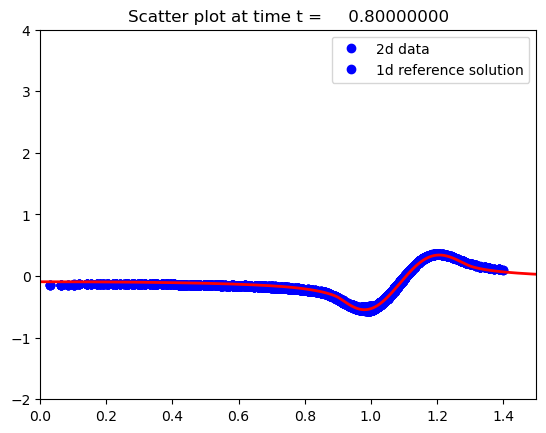 Scatter plot at time t =     0.80000000
2d data
1d reference solution
4
3
2
1
0
−1
−2
0.0 0.2 0.4 0.6 0.8 1.0 1.2 1.4